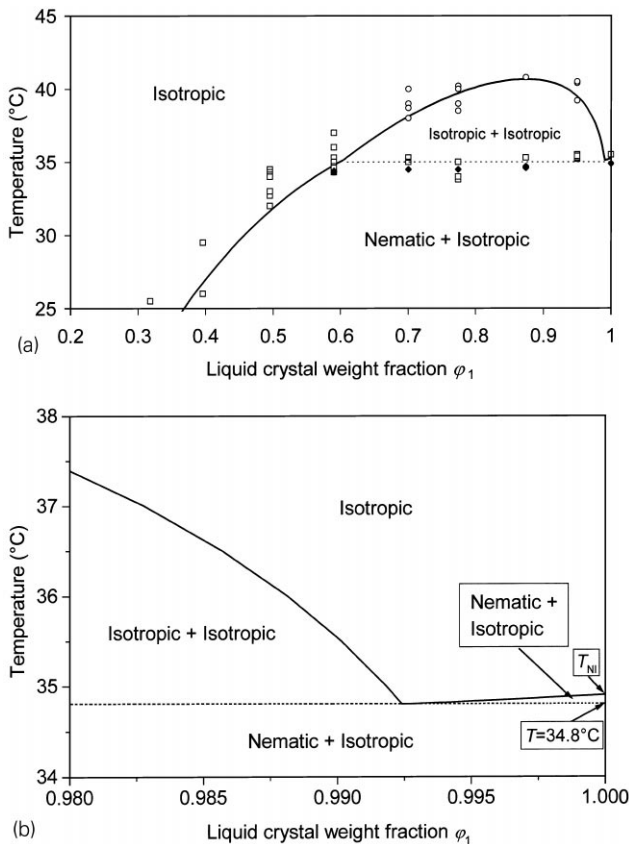 45
40
35
30
25
Temperature (°C)
Isotropic
Isotropic + Isotropic
Nematic + Isotropic
0.2 0.3 0.4 0.5 0.6 0.7 0.8 0.9 1
(a)
Liquid crystal weight fraction φ₁
38
37
36
35
34
Temperature (°C)
Isotropic
Isotropic + Isotropic
Nematic +
Isotropic
T_NI
T=34.8°C
Nematic + Isotropic
0.980 0.985 0.990 0.995 1.000
(b)
Liquid crystal weight fraction φ₁